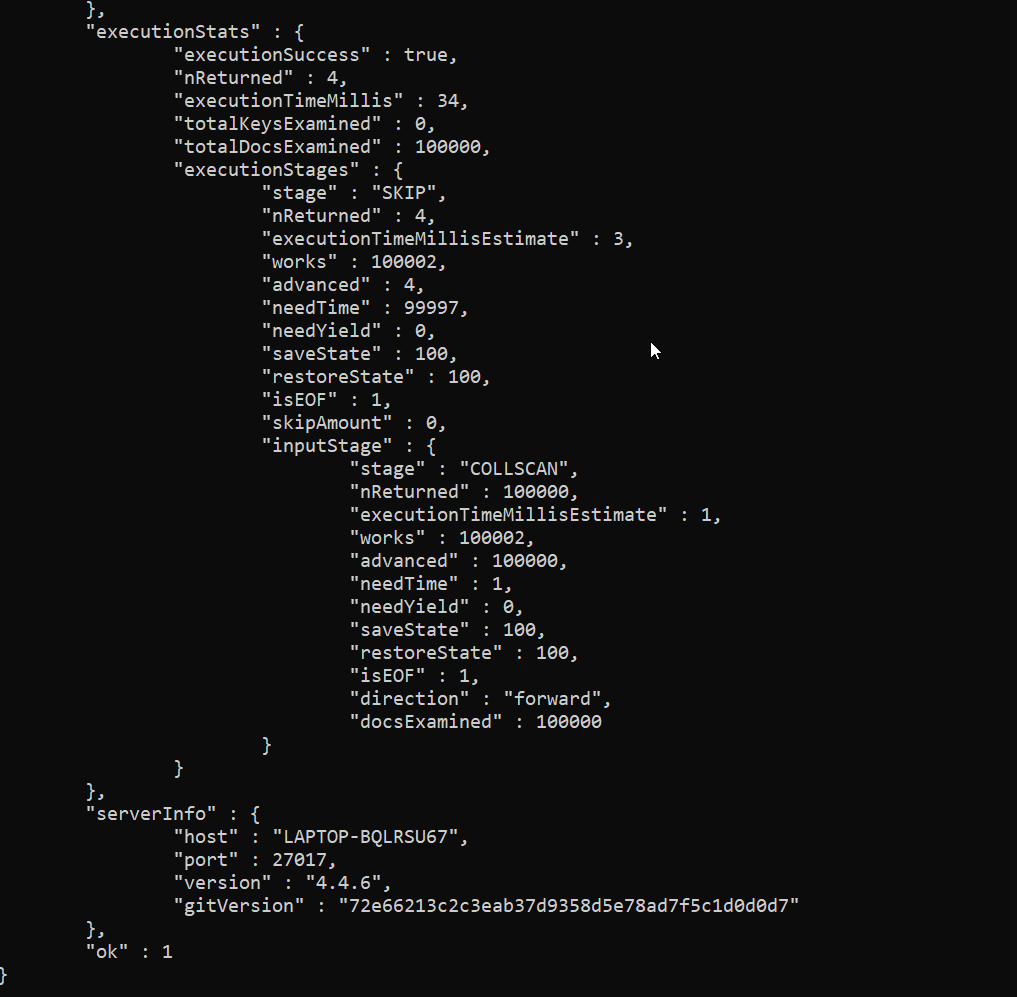 },
"executionStats" : {
"executionSuccess" : true,
"nReturned" : 4,
"executionTimeMillis" : 34,
"totalKeysExamined" : 0,
"totalDocsExamined" : 100000,
"executionStages" : {
"stage" : "SKIP",
"nReturned" : 4,
"executionTimeMillisEstimate" : 3,
"works" : 100002,
"advanced" : 4,
"needTime" : 99997,
"needYield" : 0,
"saveState" : 100,
"restoreState" : 100,
"isEOF" : 1,
"skipAmount" : 0,
"inputStage" : {
"stage" : "COLLSCAN",
"nReturned" : 100000,
"executionTimeMillisEstimate" : 1,
"works" : 100002,
"advanced" : 100000,
"needTime" : 1,
"needYield" : 0,
"saveState" : 100,
"restoreState" : 100,
"isEOF" : 1,
"direction" : "forward",
"docsExamined" : 100000
}
}
},
"serverInfo" : {
"host" : "LAPTOP-BQLRSU67",
"port" : 27017,
"version" : "4.4.6",
"gitVersion" : "72e66213c2c3eab37d9358d5e78ad7f5c1d0d0d7"
},
"ok" : 1
}